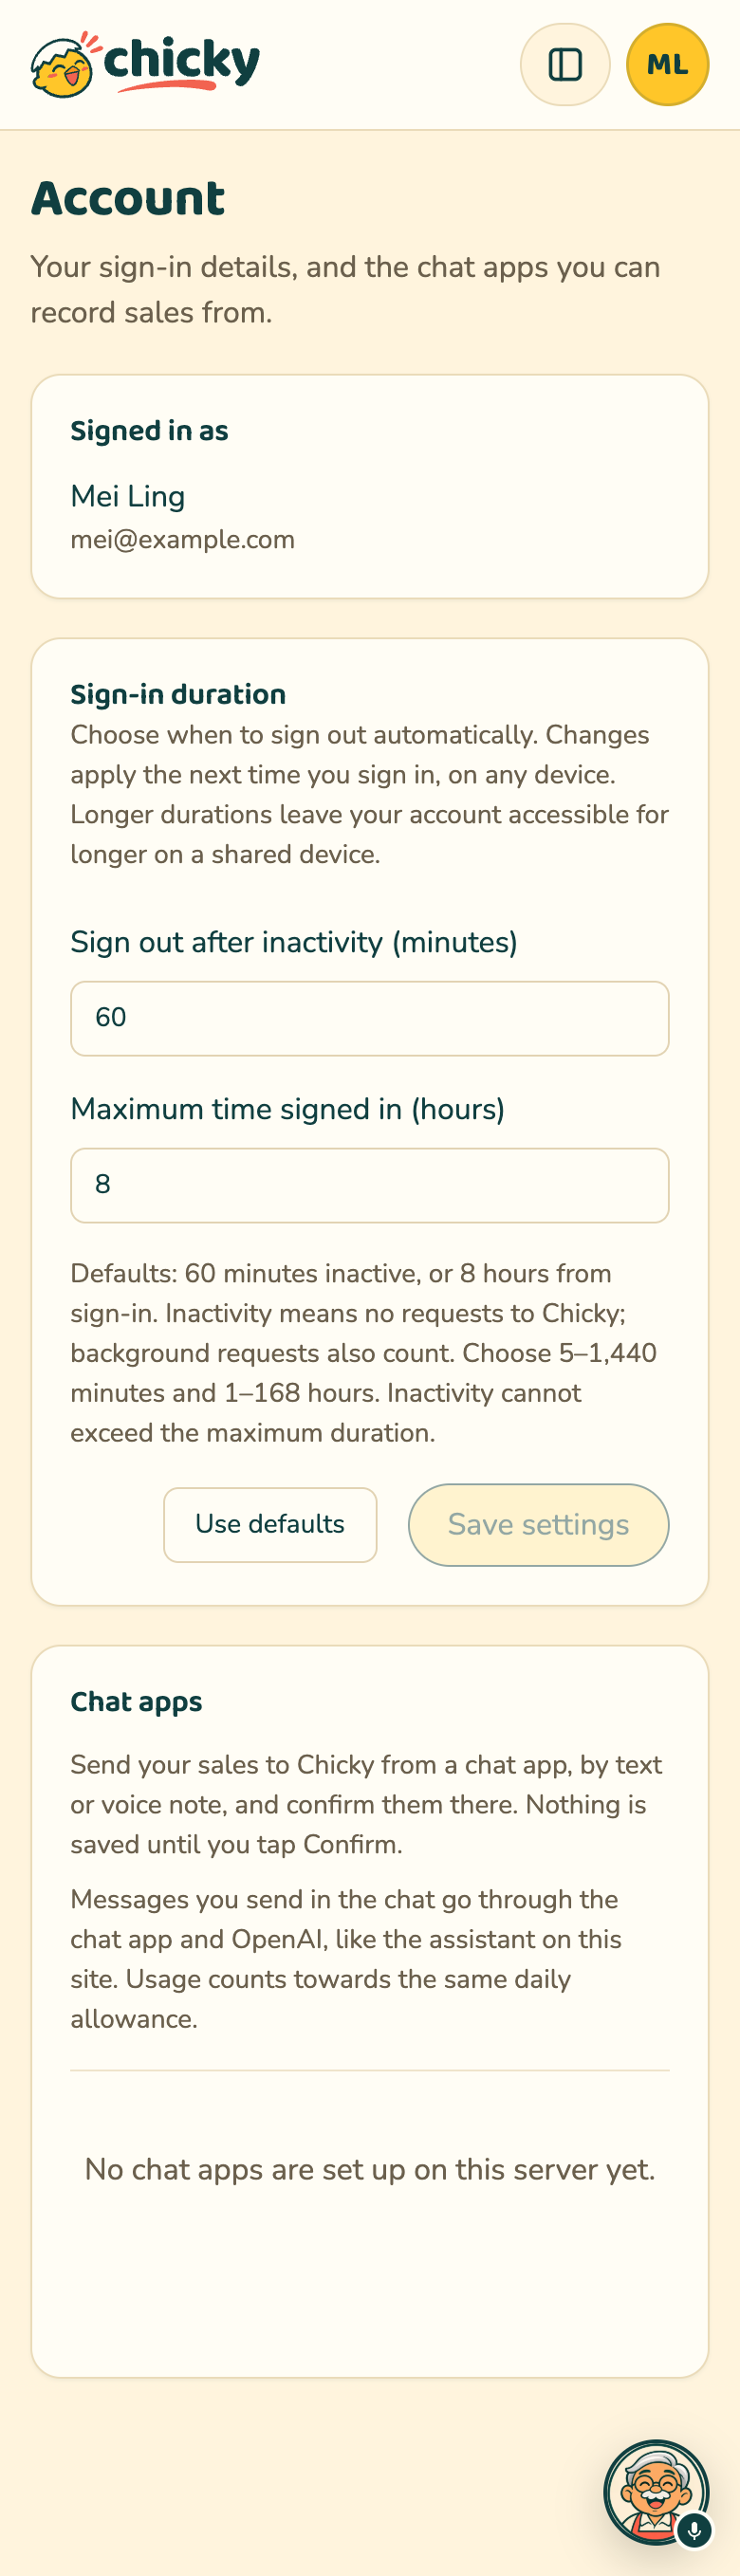 chicky
ML
Account
Your sign-in details, and the chat apps you can
record sales from.
Signed in as
Mei Ling
mei@example.com
Sign-in duration
Choose when to sign out automatically. Changes
apply the next time you sign in, on any device.
Longer durations leave your account accessible for
longer on a shared device.
Sign out after inactivity (minutes)
60
Maximum time signed in (hours)
8
Defaults: 60 minutes inactive, or 8 hours from
sign-in. Inactivity means no requests to Chicky;
background requests also count. Choose 5–1,440
minutes and 1–168 hours. Inactivity cannot
exceed the maximum duration.
Use defaults
Save settings
Chat apps
Send your sales to Chicky from a chat app, by text
or voice note, and confirm them there. Nothing is
saved until you tap Confirm.
Messages you send in the chat go through the
chat app and OpenAI, like the assistant on this
site. Usage counts towards the same daily
allowance.
No chat apps are set up on this server yet.